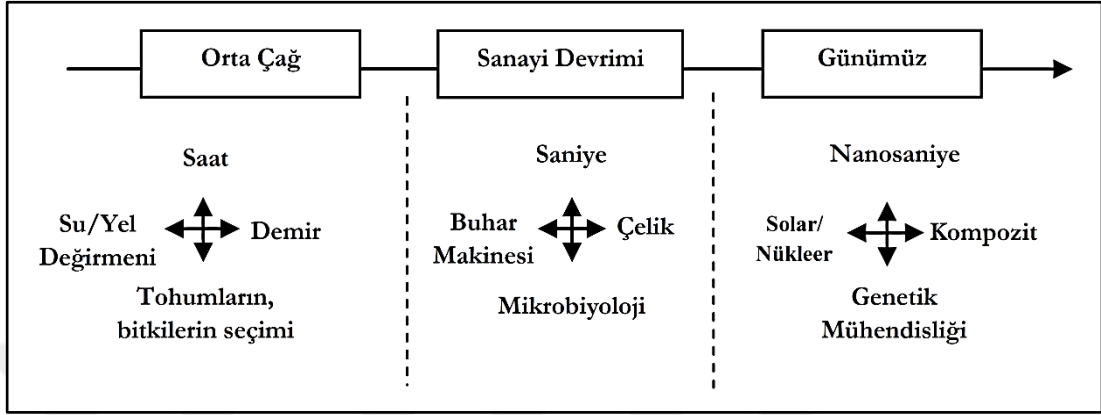 Orta Çağ
Sanayi Devrimi
Günümüz
Saat
Su/Yel
Değirmeni
Demir
Tohumların,
bitkilerin seçimi
Saniye
Buhar
Makinesi
Çelik
Mikrobiyoloji
Nanosaniye
Solar/
Nükleer
Kompozit
Genetik
Mühendisliği